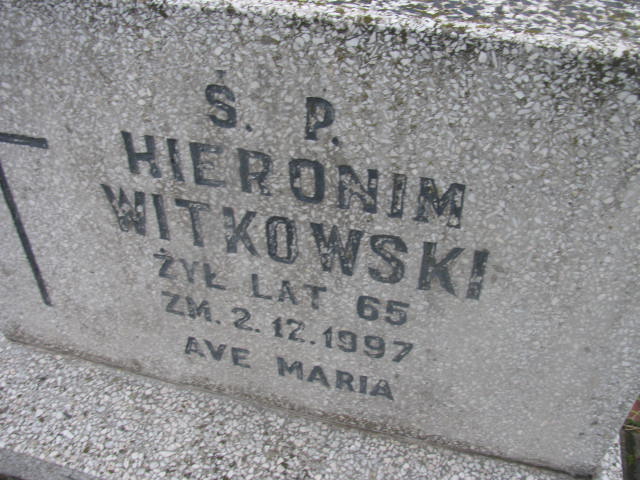 Ś. P.
HIERONIM
WITKOWSKI
ŻYŁ LAT 65
ZM. 2.12.1997
AVE MARIA